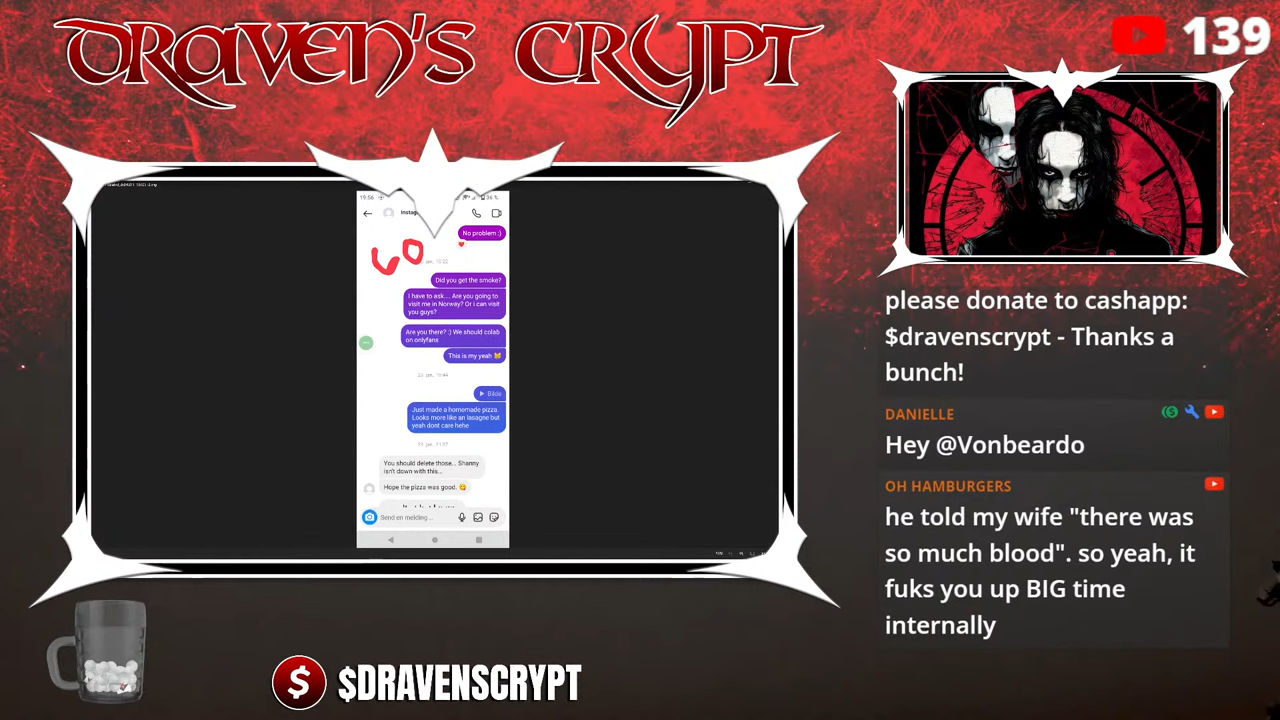 DRAVEN'S CRYPT
139
19:56
36%
No problem :)
60
Did you get the smoke?
I have to ask.... Are you going to
visit me in Norway? Or i can visit
you guys?
Are you there? :) We should colab
on onlyfans
This is my yeah
Bilde
Just made a homemade pizza.
Looks more like an lasagne but
yeah dont care hehe
You should delete those... Shanny
isn't down with this...
Hope the pizza was good.
Send en melding...
please donate to cashapp:
$dravenscrypt - Thanks a
bunch!
DANIELLE
Hey @Vonbeardo
OH HAMBURGERS
he told my wife "there was
so much blood". so yeah, it
fuks you up BIG time
internally
$ $DRAVENSCRYPT